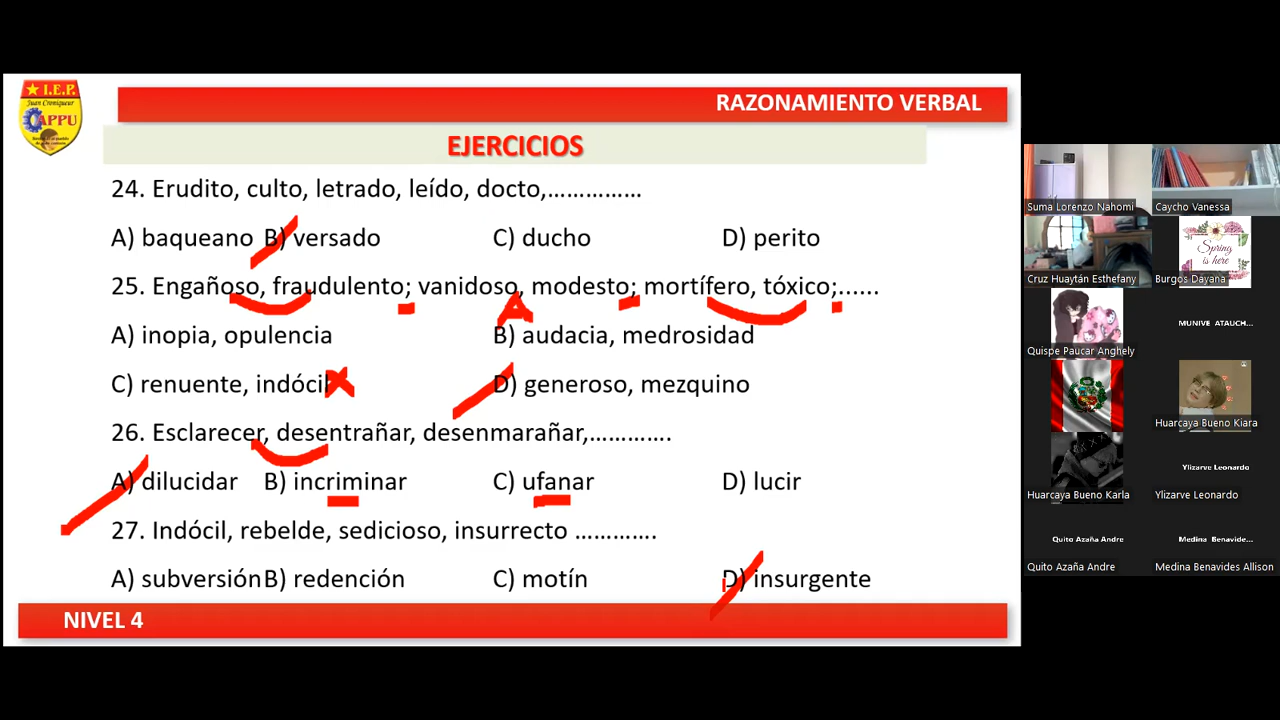 I.E.P.
Juan Croniqueur
APPU
RAZONAMIENTO VERBAL
EJERCICIOS
24. Erudito, culto, letrado, leído, docto,……………
A) baqueano B) versado C) ducho D) perito
25. Engañoso, fraudulento; vanidoso, modesto; mortífero, tóxico;……
A) inopia, opulencia B) audacia, medrosidad
C) renuente, indócil D) generoso, mezquino
26. Esclarecer, desentrañar, desenmarañar,………….
A) dilucidar B) incriminar C) ufanar D) lucir
27. Indócil, rebelde, sedicioso, insurrecto ………….
A) subversión B) redención C) motín D) insurgente
NIVEL 4
Suma Lorenzo Nahomi
Caycho Vanessa
Cruz Huaytán Esthefany
Spring
is here
Burgos Dayana
Quispe Paucar Anghely
MUNIVE ATAUCH...
Huarcaya Bueno Kiara
Huarcaya Bueno Karla
Ylizarve Leonardo
Ylizarve Leonardo
Quito Azaña Andre
Quito Azaña Andre
Medina Benavide...
Medina Benavides Allison